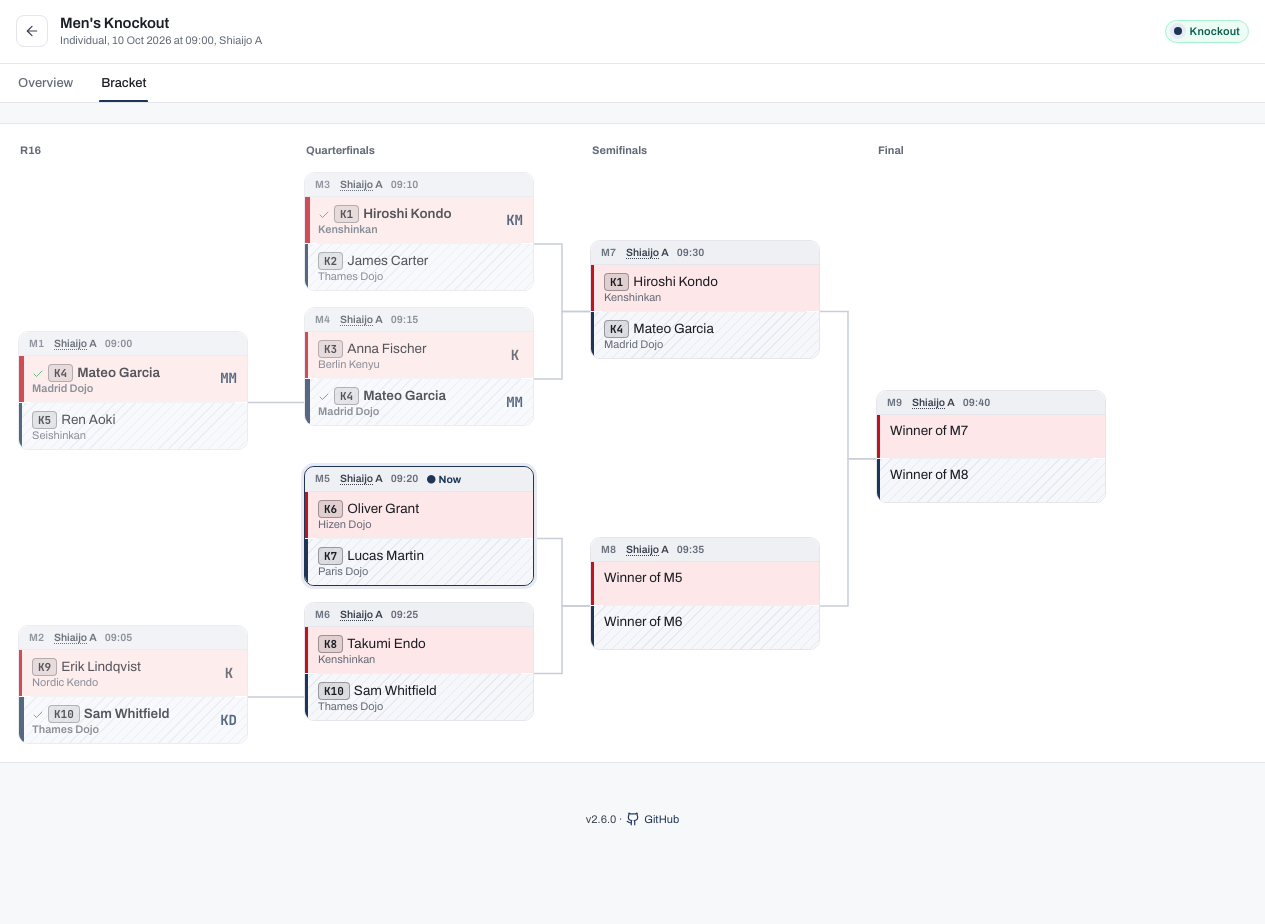 Men's Knockout
Individual, 10 Oct 2026 at 09:00, Shiaijo A
Knockout
Overview
Bracket
R16
M1 Shiaijo A 09:00
K4 Mateo Garcia
Madrid Dojo
MM
K5 Ren Aoki
Seishinkan
M2 Shiaijo A 09:05
K9 Erik Lindqvist
Nordic Kendo
K
K10 Sam Whitfield
Thames Dojo
KD
Quarterfinals
M3 Shiaijo A 09:10
K1 Hiroshi Kondo
Kenshinkan
KM
K2 James Carter
Thames Dojo
M4 Shiaijo A 09:15
K3 Anna Fischer
Berlin Kenyu
K
K4 Mateo Garcia
Madrid Dojo
MM
M5 Shiaijo A 09:20 Now
K6 Oliver Grant
Hizen Dojo
K7 Lucas Martin
Paris Dojo
M6 Shiaijo A 09:25
K8 Takumi Endo
Kenshinkan
K10 Sam Whitfield
Thames Dojo
Semifinals
M7 Shiaijo A 09:30
K1 Hiroshi Kondo
Kenshinkan
K4 Mateo Garcia
Madrid Dojo
M8 Shiaijo A 09:35
Winner of M5
Winner of M6
Final
M9 Shiaijo A 09:40
Winner of M7
Winner of M8
v2.6.0 · GitHub